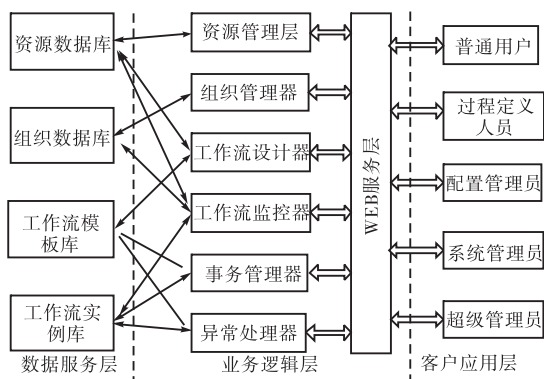 资源数据库
组织数据库
工作流模
板库
工作流实
例库
数据服务层
资源管理层
组织管理器
工作流设计器
工作流监控器
事务管理器
异常处理器
业务逻辑层
WEB服务层
普通用户
过程定义
人员
配置管理员
系统管理员
超级管理员
客户应用层